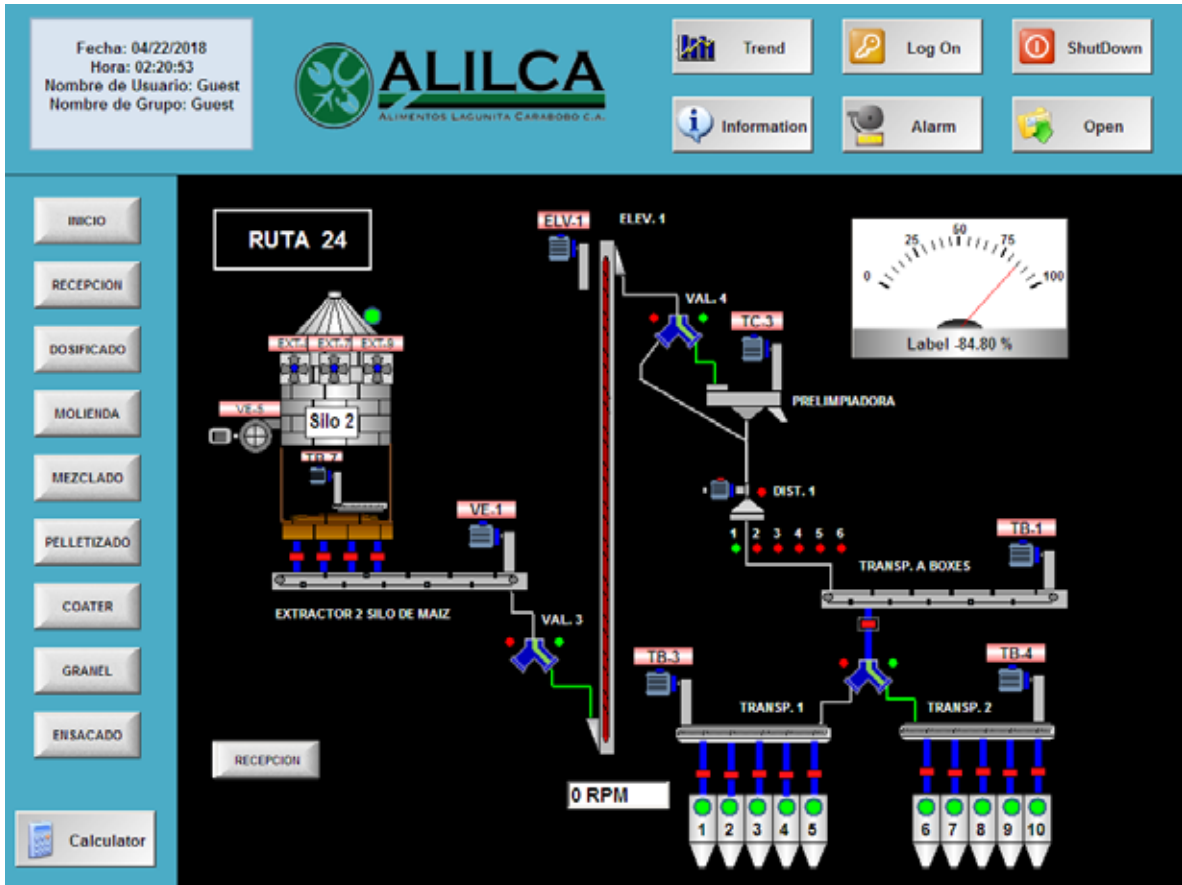 Fecha: 04/22/2018
Hora: 02:20:53
Nombre de Usuario: Guest
Nombre de Grupo: Guest
ALILCA
ALIMENTOS LAGUNITA CARABOBO C.A.
Trend
Log On
ShutDown
Information
Alarm
Open
INICIO
RECEPCION
DOSIFICADO
MOLIENDA
MEZCLADO
PELLETIZADO
COATER
GRANEL
ENSACADO
Calculator
RUTA 24
ELV-1
ELEV. 1
0 25 50 75 100
Label -84.80 %
VAL. 4
TC.3
EXT-7
VE-5
Silo 2
PRELIMPIADORA
TB-7
VE-1
DIST. 1
1 2 3 4 5 6
TB-1
TRANSP. A BOXES
EXTRACTOR 2 SILO DE MAIZ
VAL. 3
TB-3
TB-4
TRANSP. 1
TRANSP. 2
RECEPCION
0 RPM
1 2 3 4 5
6 7 8 9 10